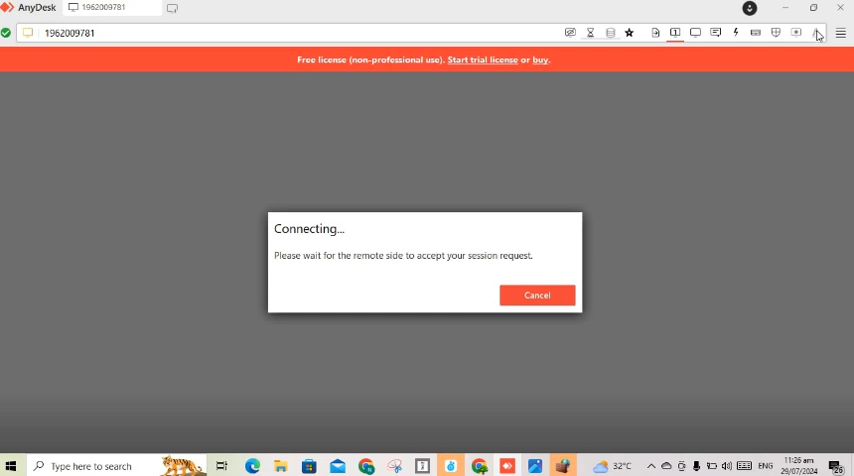 AnyDesk
1962009781
1962009781
Free license (non-professional use). Start trial license or buy.
Connecting...
Please wait for the remote side to accept your session request.
Cancel
Type here to search
32°C
ENG
11:26 am
29/07/2024
26